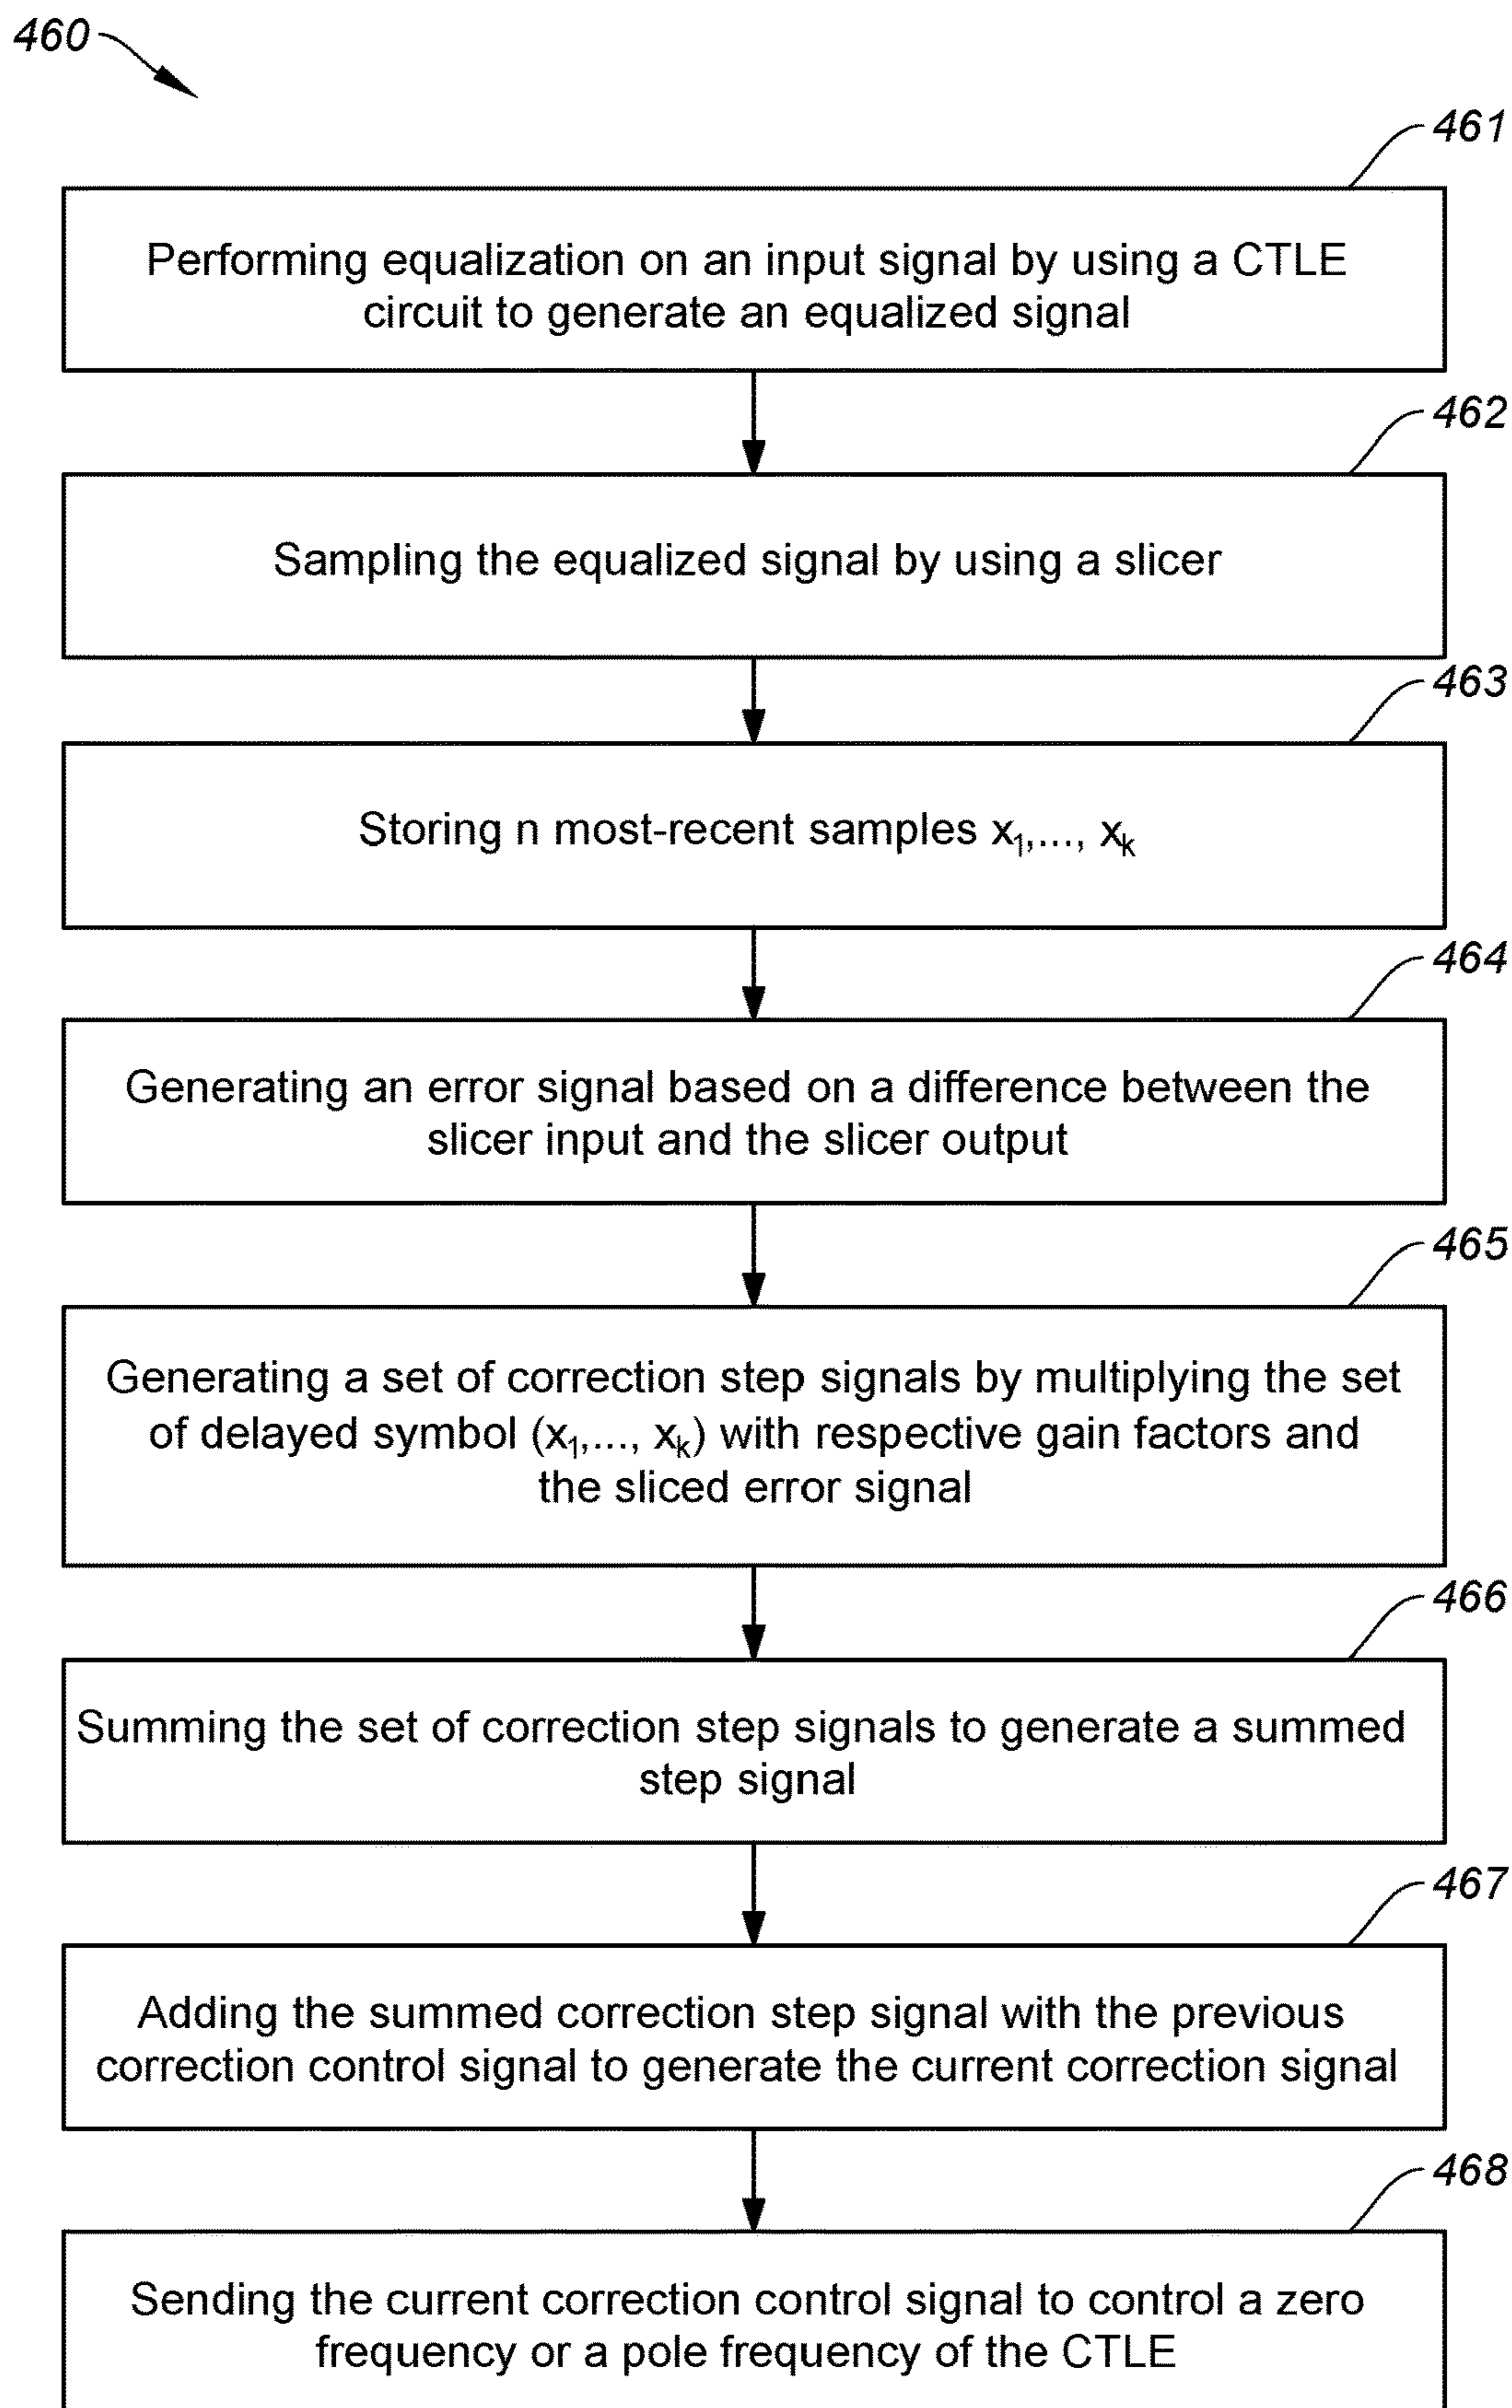 460
461
Performing equalization on an input signal by using a CTLE
circuit to generate an equalized signal
462
Sampling the equalized signal by using a slicer
463
Storing n most-recent samples x₁,..., xₖ
464
Generating an error signal based on a difference between the
slicer input and the slicer output
465
Generating a set of correction step signals by multiplying the set
of delayed symbol (x₁,..., xₖ) with respective gain factors and
the sliced error signal
466
Summing the set of correction step signals to generate a summed
step signal
467
Adding the summed correction step signal with the previous
correction control signal to generate the current correction signal
468
Sending the current correction control signal to control a zero
frequency or a pole frequency of the CTLE